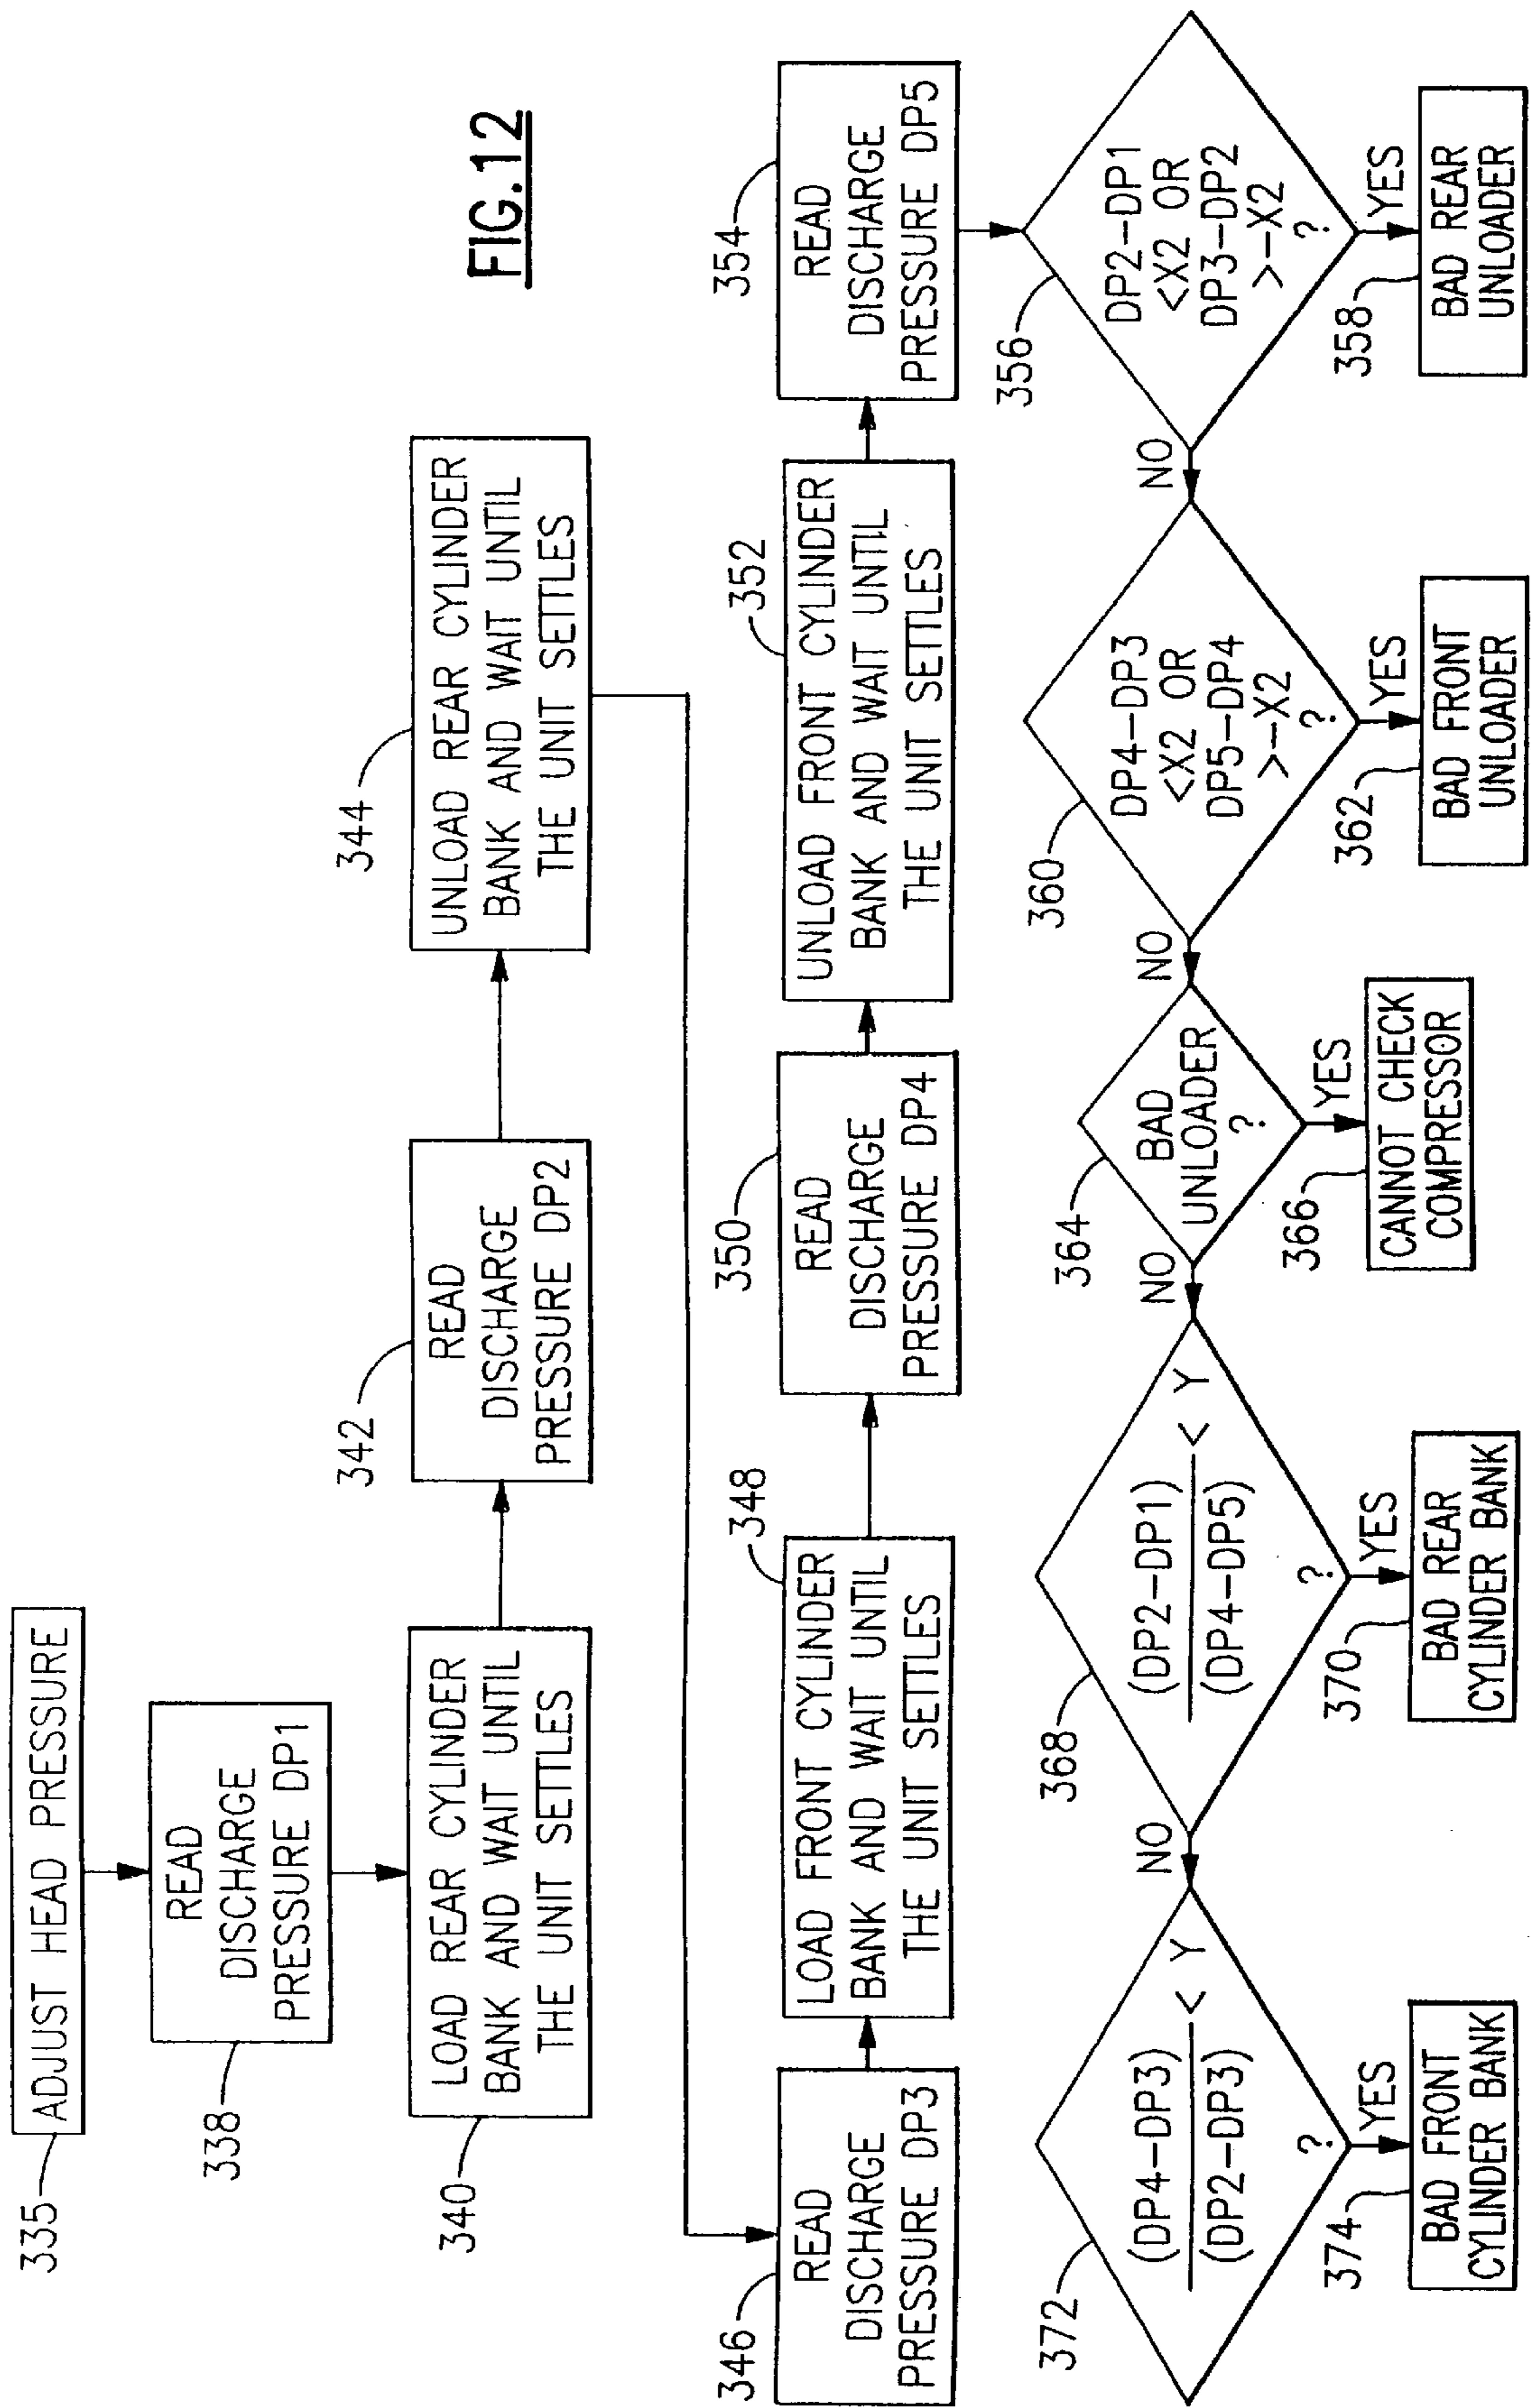 FIG.12
335
ADJUST HEAD PRESSURE
338
READ
DISCHARGE
PRESSURE DP1
340
LOAD REAR CYLINDER
BANK AND WAIT UNTIL
THE UNIT SETTLES
342
READ
DISCHARGE
PRESSURE DP2
344
UNLOAD REAR CYLINDER
BANK AND WAIT UNTIL
THE UNIT SETTLES
346
READ
DISCHARGE
PRESSURE DP3
348
LOAD FRONT CYLINDER
BANK AND WAIT UNTIL
THE UNIT SETTLES
350
READ
DISCHARGE
PRESSURE DP4
352
UNLOAD FRONT CYLINDER
BANK AND WAIT UNTIL
THE UNIT SETTLES
354
READ
DISCHARGE
PRESSURE DP5
356
DP2-DP1
<X2 OR
DP3-DP2
>-X2
?
YES
358
BAD REAR
UNLOADER
NO
360
DP4-DP3
<X2 OR
DP5-DP4
>-X2
?
YES
362
BAD FRONT
UNLOADER
NO
364
BAD
UNLOADER
?
YES
366
CANNOT CHECK
COMPRESSOR
NO
368
(DP2-DP1)
< Y
(DP4-DP5)
?
YES
370
BAD REAR
CYLINDER BANK
NO
372
(DP4-DP3)
< Y
(DP2-DP3)
?
YES
374
BAD FRONT
CYLINDER BANK